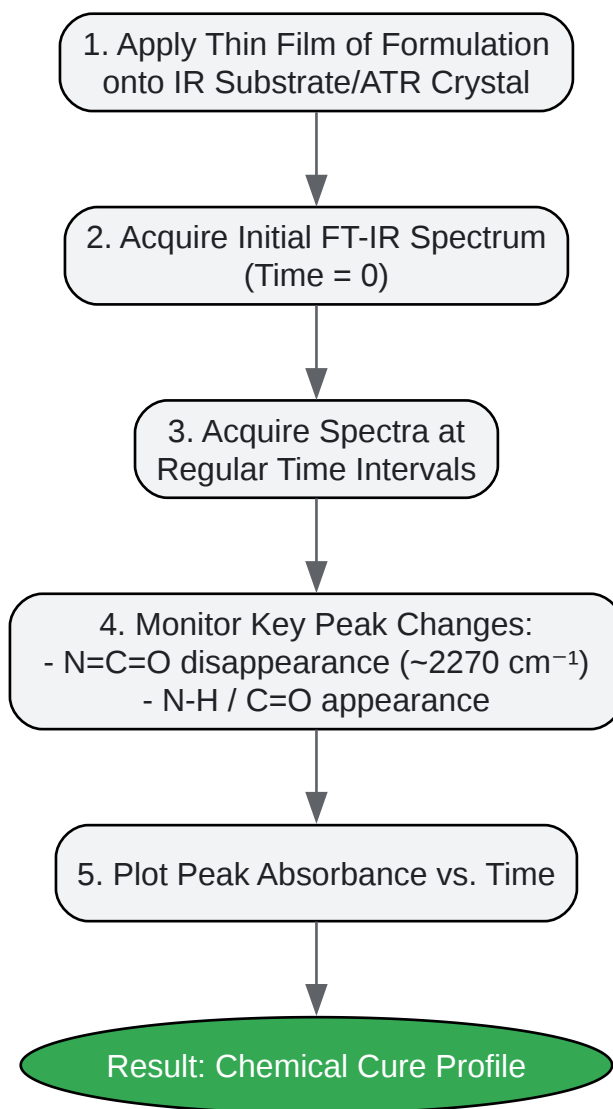 1. Apply Thin Film of Formulation
onto IR Substrate/ATR Crystal
2. Acquire Initial FT-IR Spectrum
(Time = 0)
3. Acquire Spectra at
Regular Time Intervals
4. Monitor Key Peak Changes:
- N=C=O disappearance (~2270 cm⁻¹)
- N-H / C=O appearance
5. Plot Peak Absorbance vs. Time
Result: Chemical Cure Profile